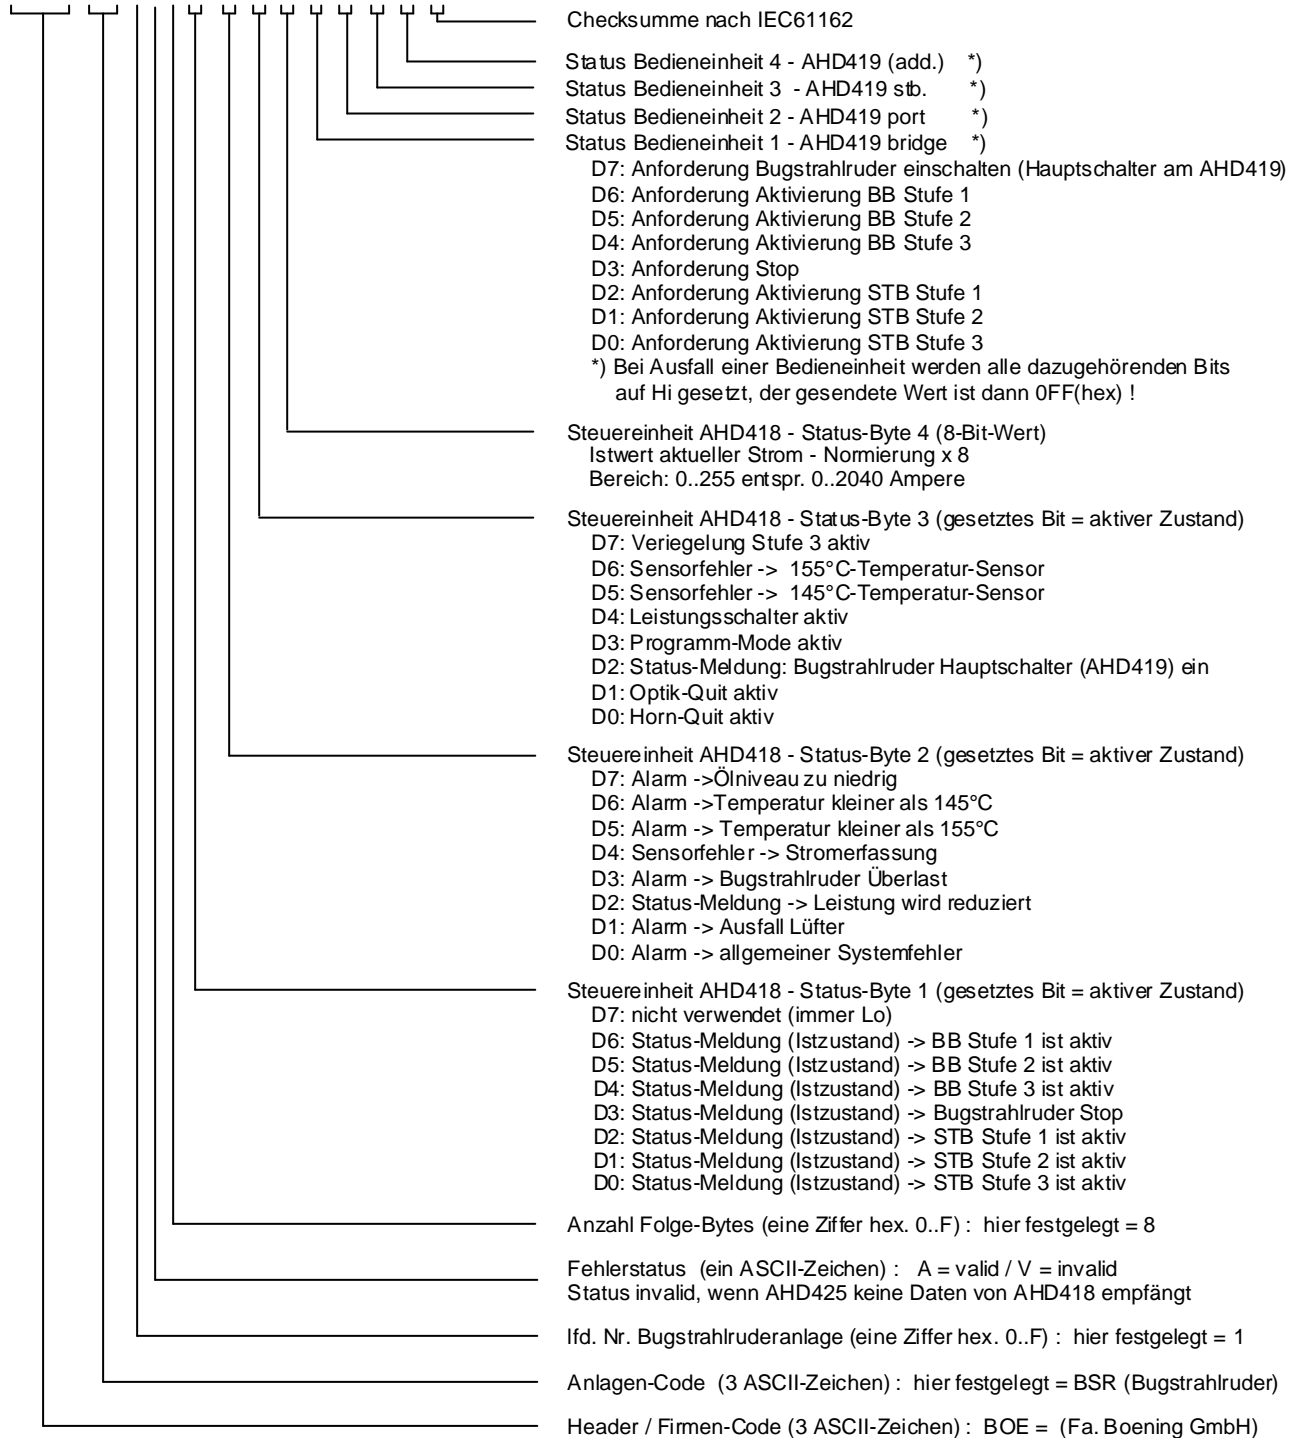 Checksumme nach IEC61162
Status Bedieneinheit 4 - AHD419 (add.) *)
Status Bedieneinheit 3 - AHD419 stb. *)
Status Bedieneinheit 2 - AHD419 port *)
Status Bedieneinheit 1 - AHD419 bridge *)
D7: Anforderung Bugstrahlruder einschalten (Hauptschalter am AHD419)
D6: Anforderung Aktivierung BB Stufe 1
D5: Anforderung Aktivierung BB Stufe 2
D4: Anforderung Aktivierung BB Stufe 3
D3: Anforderung Stop
D2: Anforderung Aktivierung STB Stufe 1
D1: Anforderung Aktivierung STB Stufe 2
D0: Anforderung Aktivierung STB Stufe 3
*) Bei Ausfall einer Bedieneinheit werden alle dazugehörenden Bits
auf Hi gesetzt, der gesendete Wert ist dann 0FF(hex) !
Steuereinheit AHD418 - Status-Byte 4 (8-Bit-Wert)
Istwert aktueller Strom - Normierung x 8
Bereich: 0..255 entspr. 0..2040 Ampere
Steuereinheit AHD418 - Status-Byte 3 (gesetztes Bit = aktiver Zustand)
D7: Veriegelung Stufe 3 aktiv
D6: Sensorfehler -> 155°C-Temperatur-Sensor
D5: Sensorfehler -> 145°C-Temperatur-Sensor
D4: Leistungsschalter aktiv
D3: Programm-Mode aktiv
D2: Status-Meldung: Bugstrahlruder Hauptschalter (AHD419) ein
D1: Optik-Quit aktiv
D0: Horn-Quit aktiv
Steuereinheit AHD418 - Status-Byte 2 (gesetztes Bit = aktiver Zustand)
D7: Alarm ->Ölniveau zu niedrig
D6: Alarm ->Temperatur kleiner als 145°C
D5: Alarm -> Temperatur kleiner als 155°C
D4: Sensorfehler -> Stromerfassung
D3: Alarm -> Bugstrahlruder Überlast
D2: Status-Meldung -> Leistung wird reduziert
D1: Alarm -> Ausfall Lüfter
D0: Alarm -> allgemeiner Systemfehler
Steuereinheit AHD418 - Status-Byte 1 (gesetztes Bit = aktiver Zustand)
D7: nicht verwendet (immer Lo)
D6: Status-Meldung (Istzustand) -> BB Stufe 1 ist aktiv
D5: Status-Meldung (Istzustand) -> BB Stufe 2 ist aktiv
D4: Status-Meldung (Istzustand) -> BB Stufe 3 ist aktiv
D3: Status-Meldung (Istzustand) -> Bugstrahlruder Stop
D2: Status-Meldung (Istzustand) -> STB Stufe 1 ist aktiv
D1: Status-Meldung (Istzustand) -> STB Stufe 2 ist aktiv
D0: Status-Meldung (Istzustand) -> STB Stufe 3 ist aktiv
Anzahl Folge-Bytes (eine Ziffer hex. 0..F) : hier festgelegt = 8
Fehlerstatus (ein ASCII-Zeichen) : A = valid / V = invalid
Status invalid, wenn AHD425 keine Daten von AHD418 empfängt
lfd. Nr. Bugstrahlruderanlage (eine Ziffer hex. 0..F) : hier festgelegt = 1
Anlagen-Code (3 ASCII-Zeichen) : hier festgelegt = BSR (Bugstrahlruder)
Header / Firmen-Code (3 ASCII-Zeichen) : BOE = (Fa. Boening GmbH)